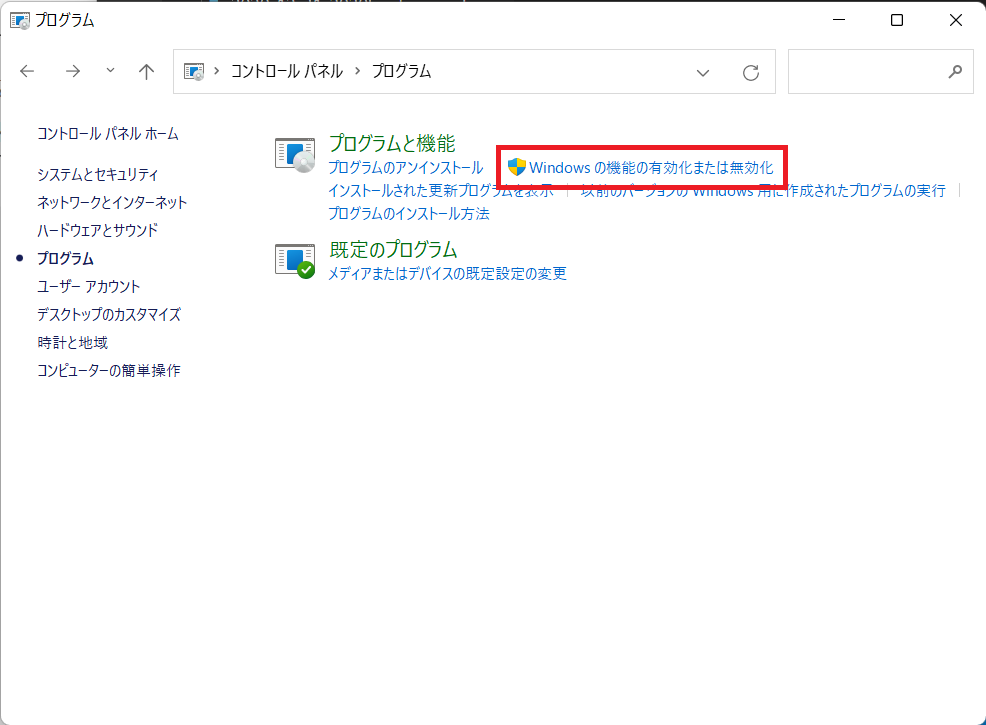 プログラム
コントロール パネル › プログラム
コントロール パネル ホーム
システムとセキュリティ
ネットワークとインターネット
ハードウェアとサウンド
プログラム
ユーザー アカウント
デスクトップのカスタマイズ
時計と地域
コンピューターの簡単操作
プログラムと機能
プログラムのアンインストール Windows の機能の有効化または無効化
インストールされた更新プログラムを表示 以前のバージョンの Windows 用に作成されたプログラムの実行
プログラムのインストール方法
既定のプログラム
メディアまたはデバイスの既定設定の変更